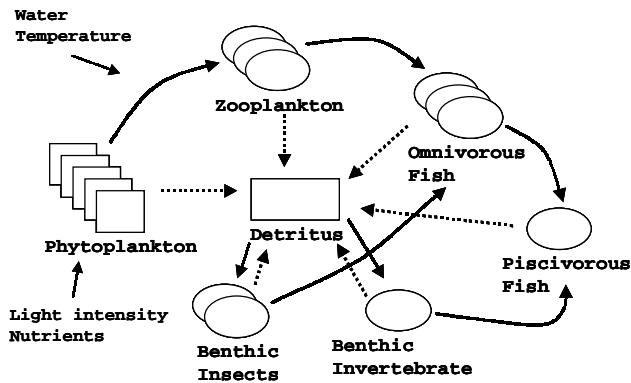 Water
Temperature
Zooplankton
Omnivorous
Fish
Phytoplankton
Detritus
Piscivorous
Fish
Light intensity
Nutrients
Benthic
Insects
Benthic
Invertebrate